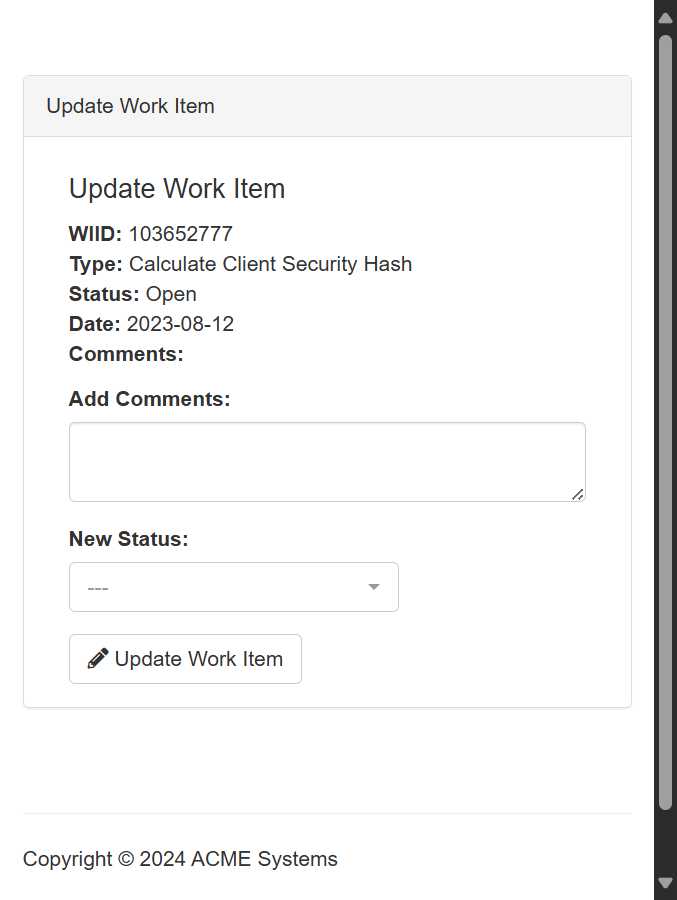 Update Work Item
Update Work Item
WIID: 103652777
Type: Calculate Client Security Hash
Status: Open
Date: 2023-08-12
Comments:
Add Comments:
New Status:
---
Update Work Item
Copyright © 2024 ACME Systems